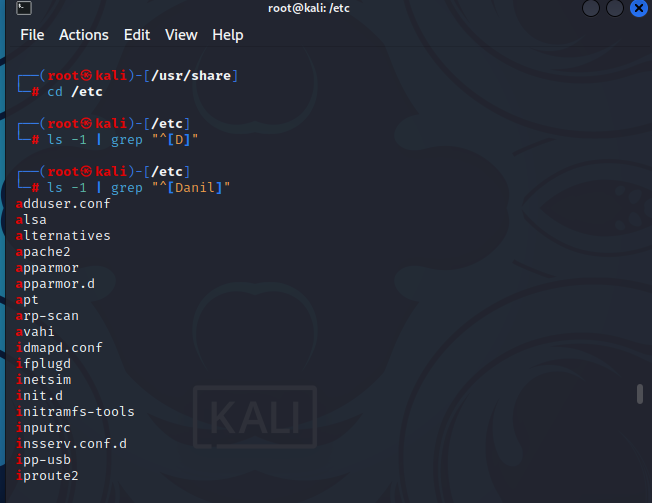 root@kali: /etc
File Actions Edit View Help
┌──(root㉿kali)-[/usr/share]
└─# cd /etc
┌──(root㉿kali)-[/etc]
└─# ls -1 | grep "^[D]"
┌──(root㉿kali)-[/etc]
└─# ls -1 | grep "^[Danil]"
adduser.conf
alsa
alternatives
apache2
apparmor
apparmor.d
apt
arp-scan
avahi
idmapd.conf
ifplugd
inetsim
init.d
initramfs-tools
inputrc
insserv.conf.d
ipp-usb
iproute2
KALI